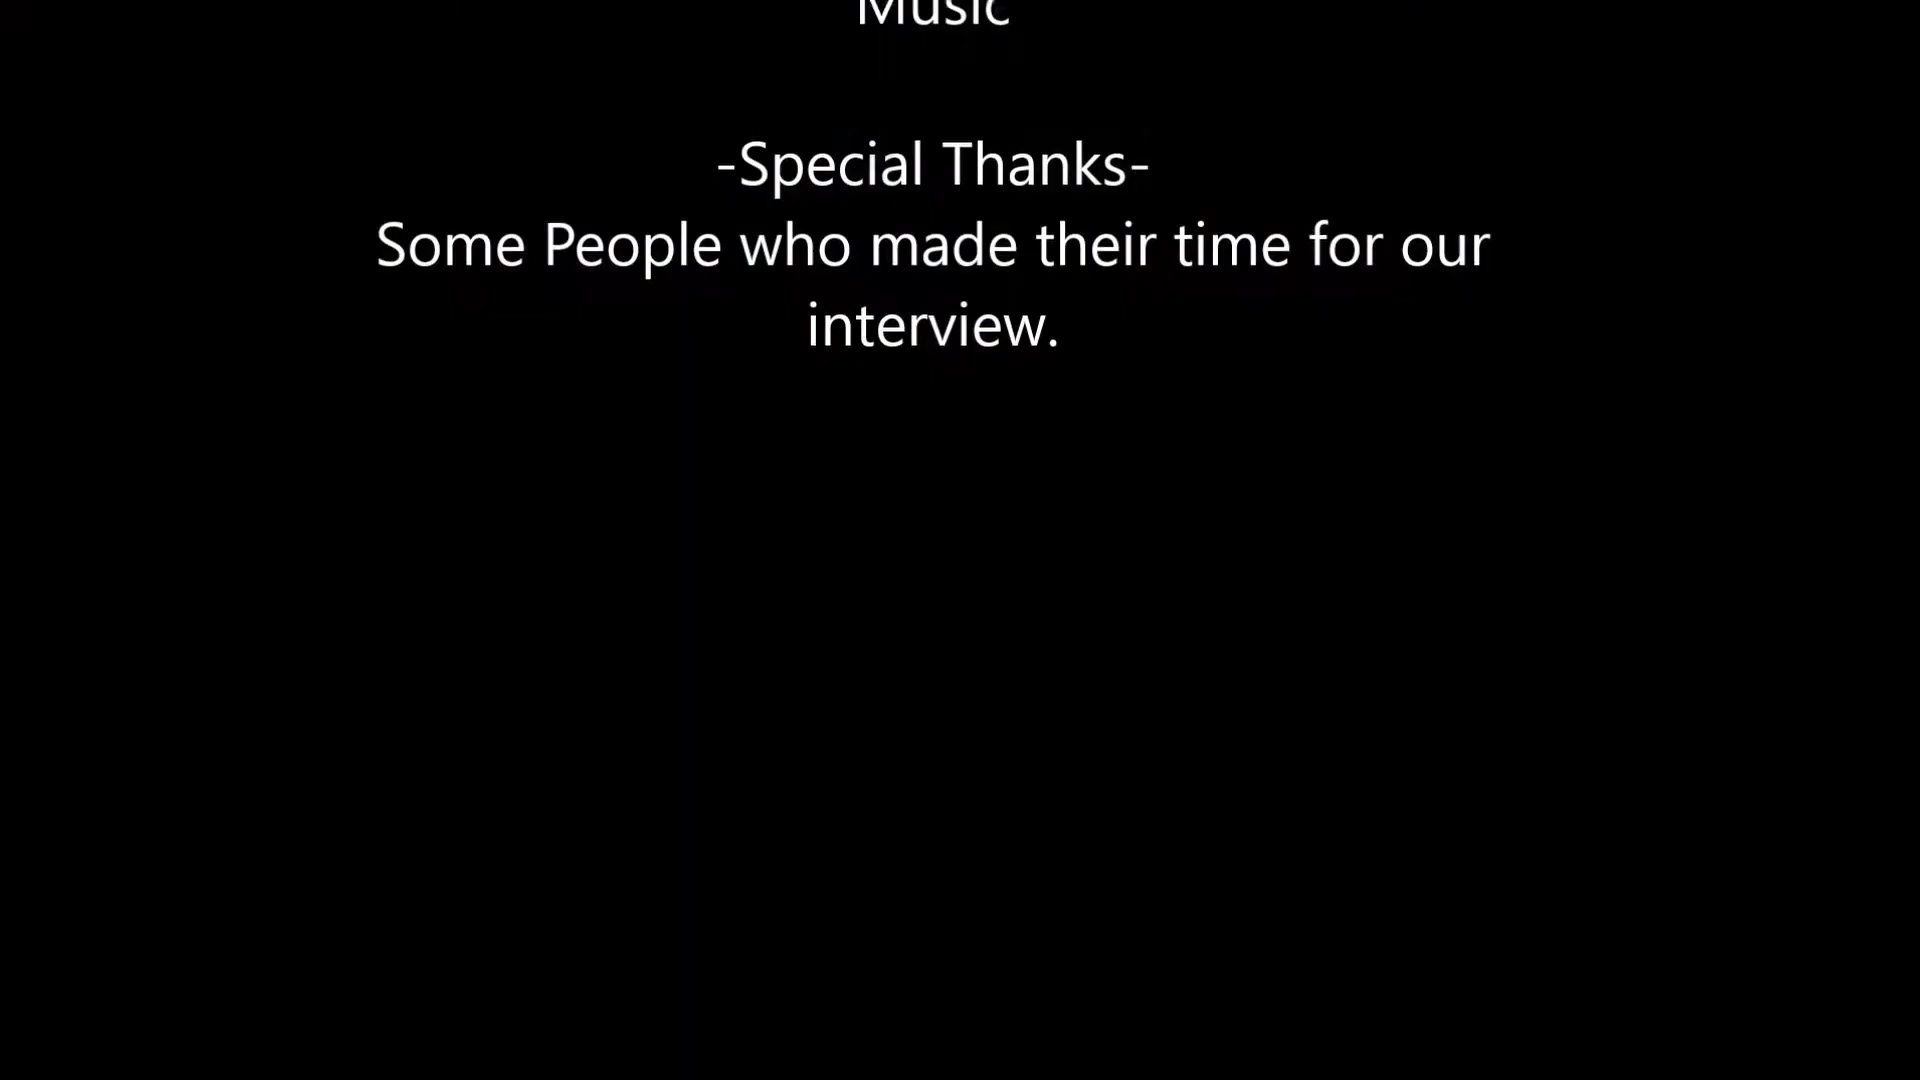 Music
-Special Thanks-
Some People who made their time for our
interview.